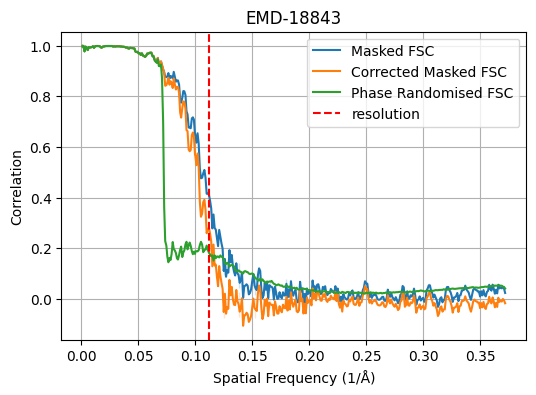 EMD-18843
Masked FSC
Corrected Masked FSC
Phase Randomised FSC
resolution
Correlation
1.0
0.8
0.6
0.4
0.2
0.0
0.00 0.05 0.10 0.15 0.20 0.25 0.30 0.35
Spatial Frequency (1/Å)